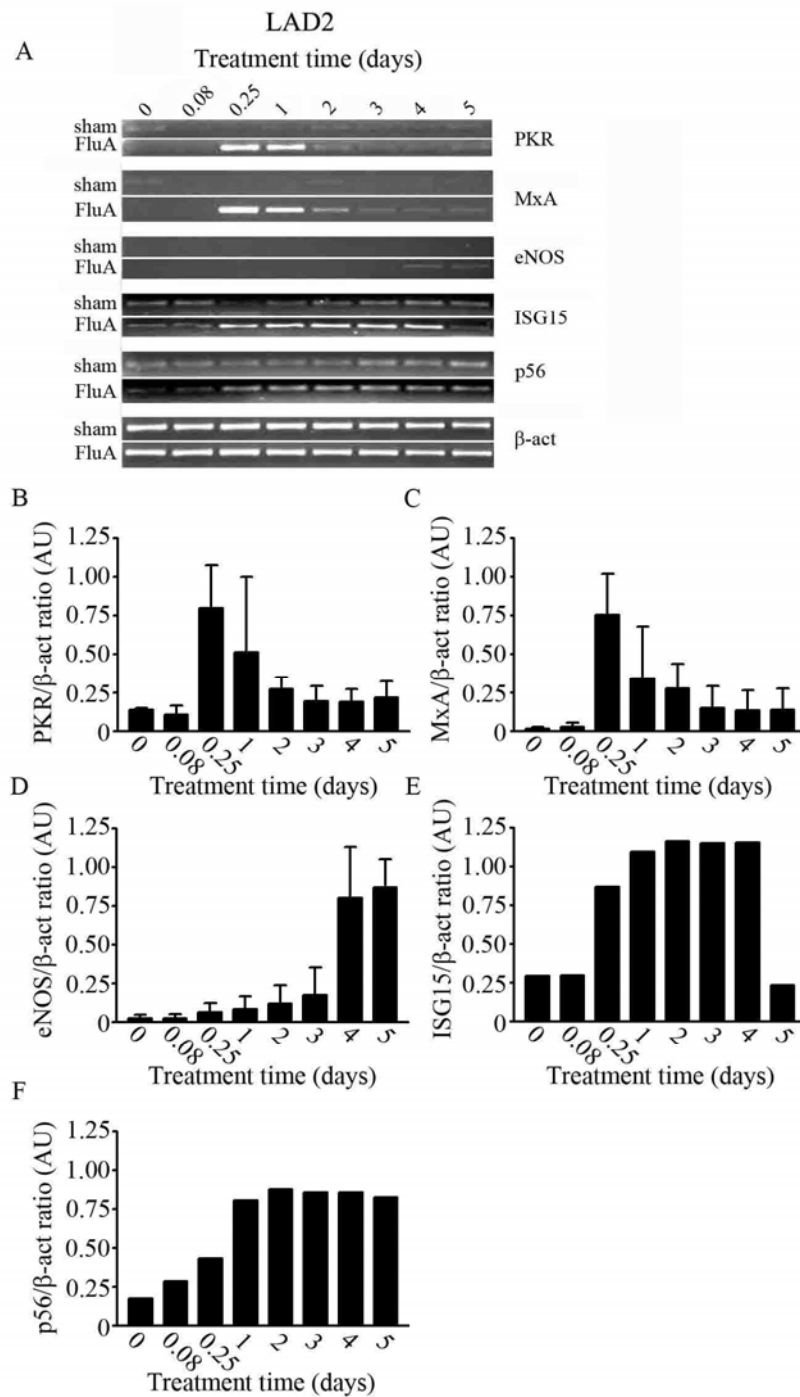 LAD2
A
Treatment time (days)
0 0.08 0.25 1 2 3 4 5
sham
FluA
PKR
sham
FluA
MxA
sham
FluA
eNOS
sham
FluA
ISG15
sham
FluA
p56
sham
FluA
β-act
B
PKR/β-act ratio (AU)
1.25
1.00
0.75
0.50
0.25
0
0 0.08 0.25 1 2 3 4 5
Treatment time (days)
C
MxA/β-act ratio (AU)
1.25
1.00
0.75
0.50
0.25
0
0 0.08 0.25 1 2 3 4 5
Treatment time (days)
D
eNOS/β-act ratio (AU)
1.25
1.00
0.75
0.50
0.25
0
0 0.08 0.25 1 2 3 4 5
Treatment time (days)
E
ISG15/β-act ratio (AU)
1.25
1.00
0.75
0.50
0.25
0
0 0.08 0.25 1 2 3 4 5
Treatment time (days)
F
p56/β-act ratio (AU)
1.25
1.00
0.75
0.50
0.25
0
0 0.08 0.25 1 2 3 4 5
Treatment time (days)